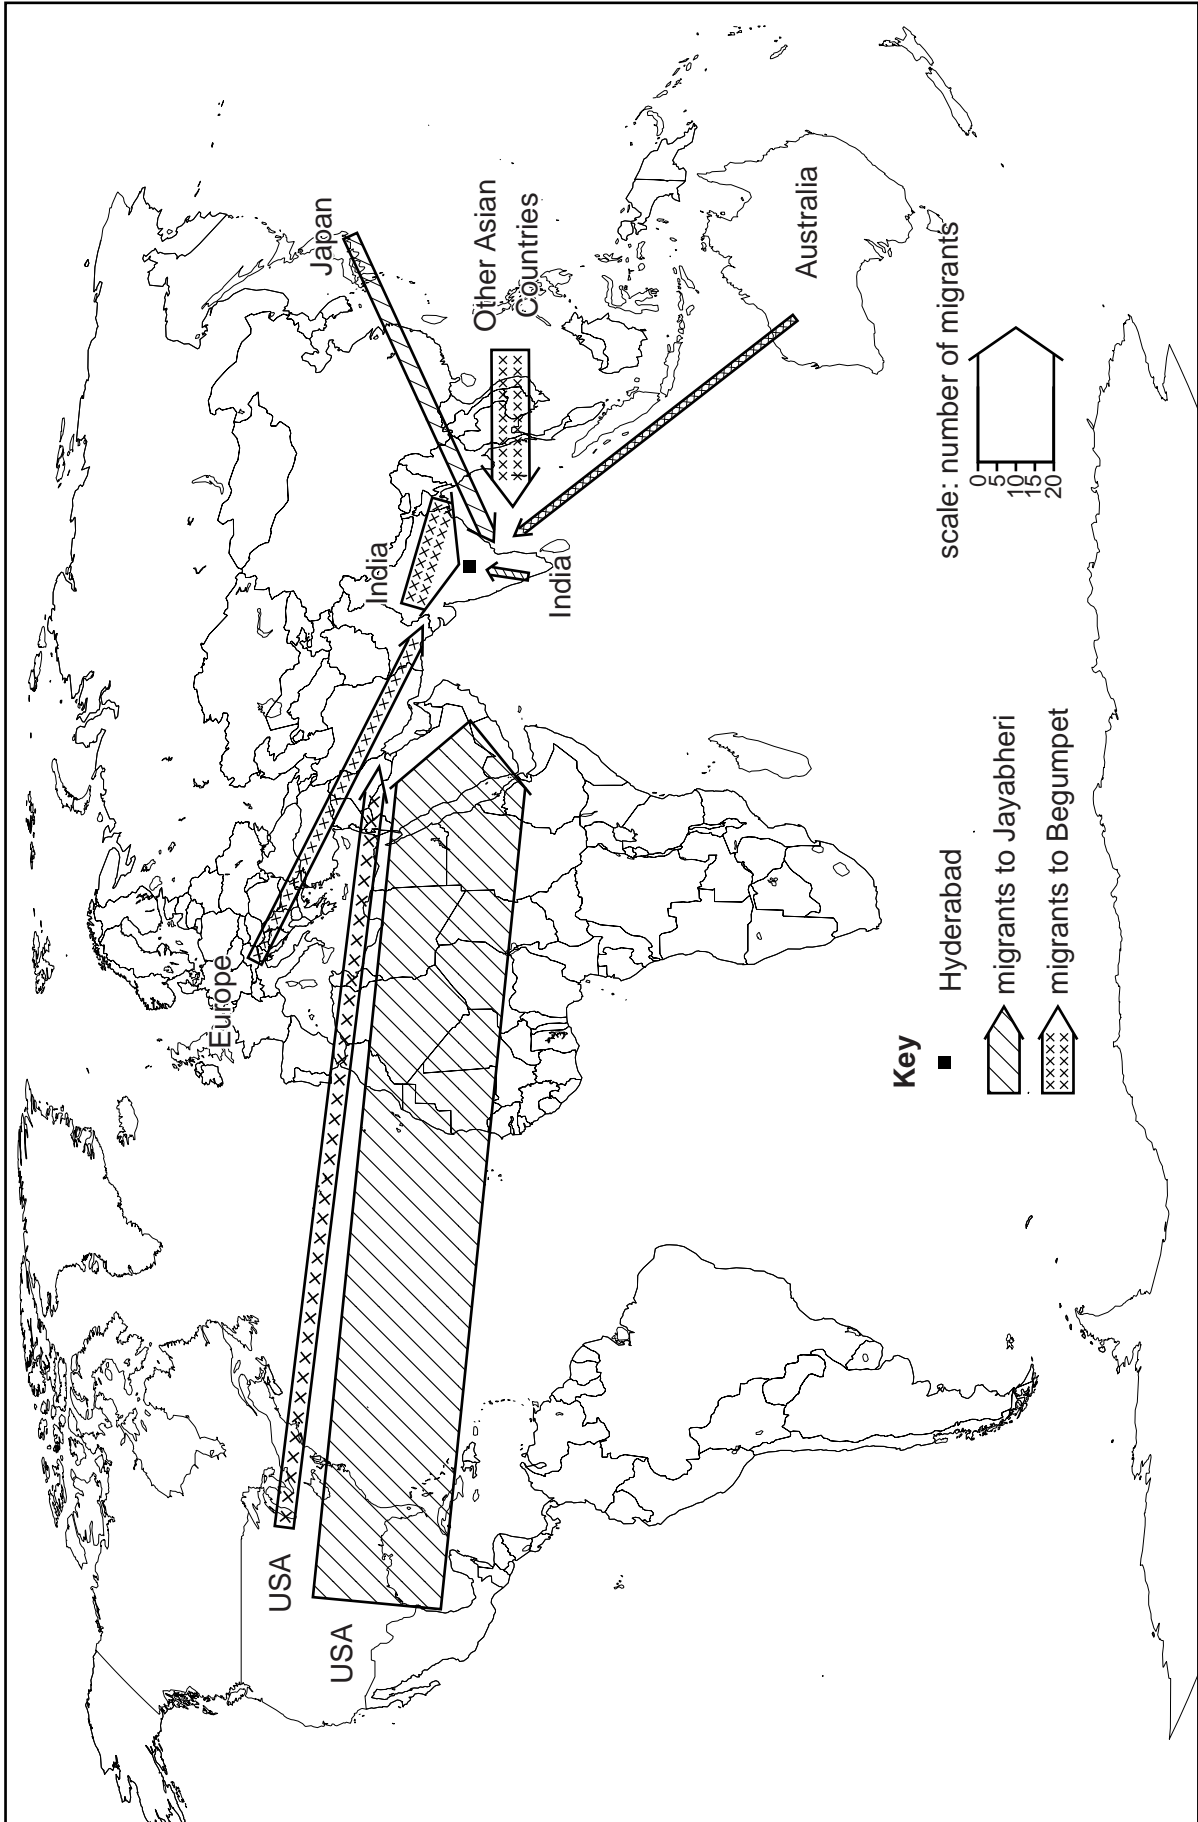 Japan
Other Asian
Countries
India
India
Europe
USA
USA
Australia
scale: number of migrants
0
5
10
15
20
Key
Hyderabad
migrants to Jayabheri
migrants to Begumpet